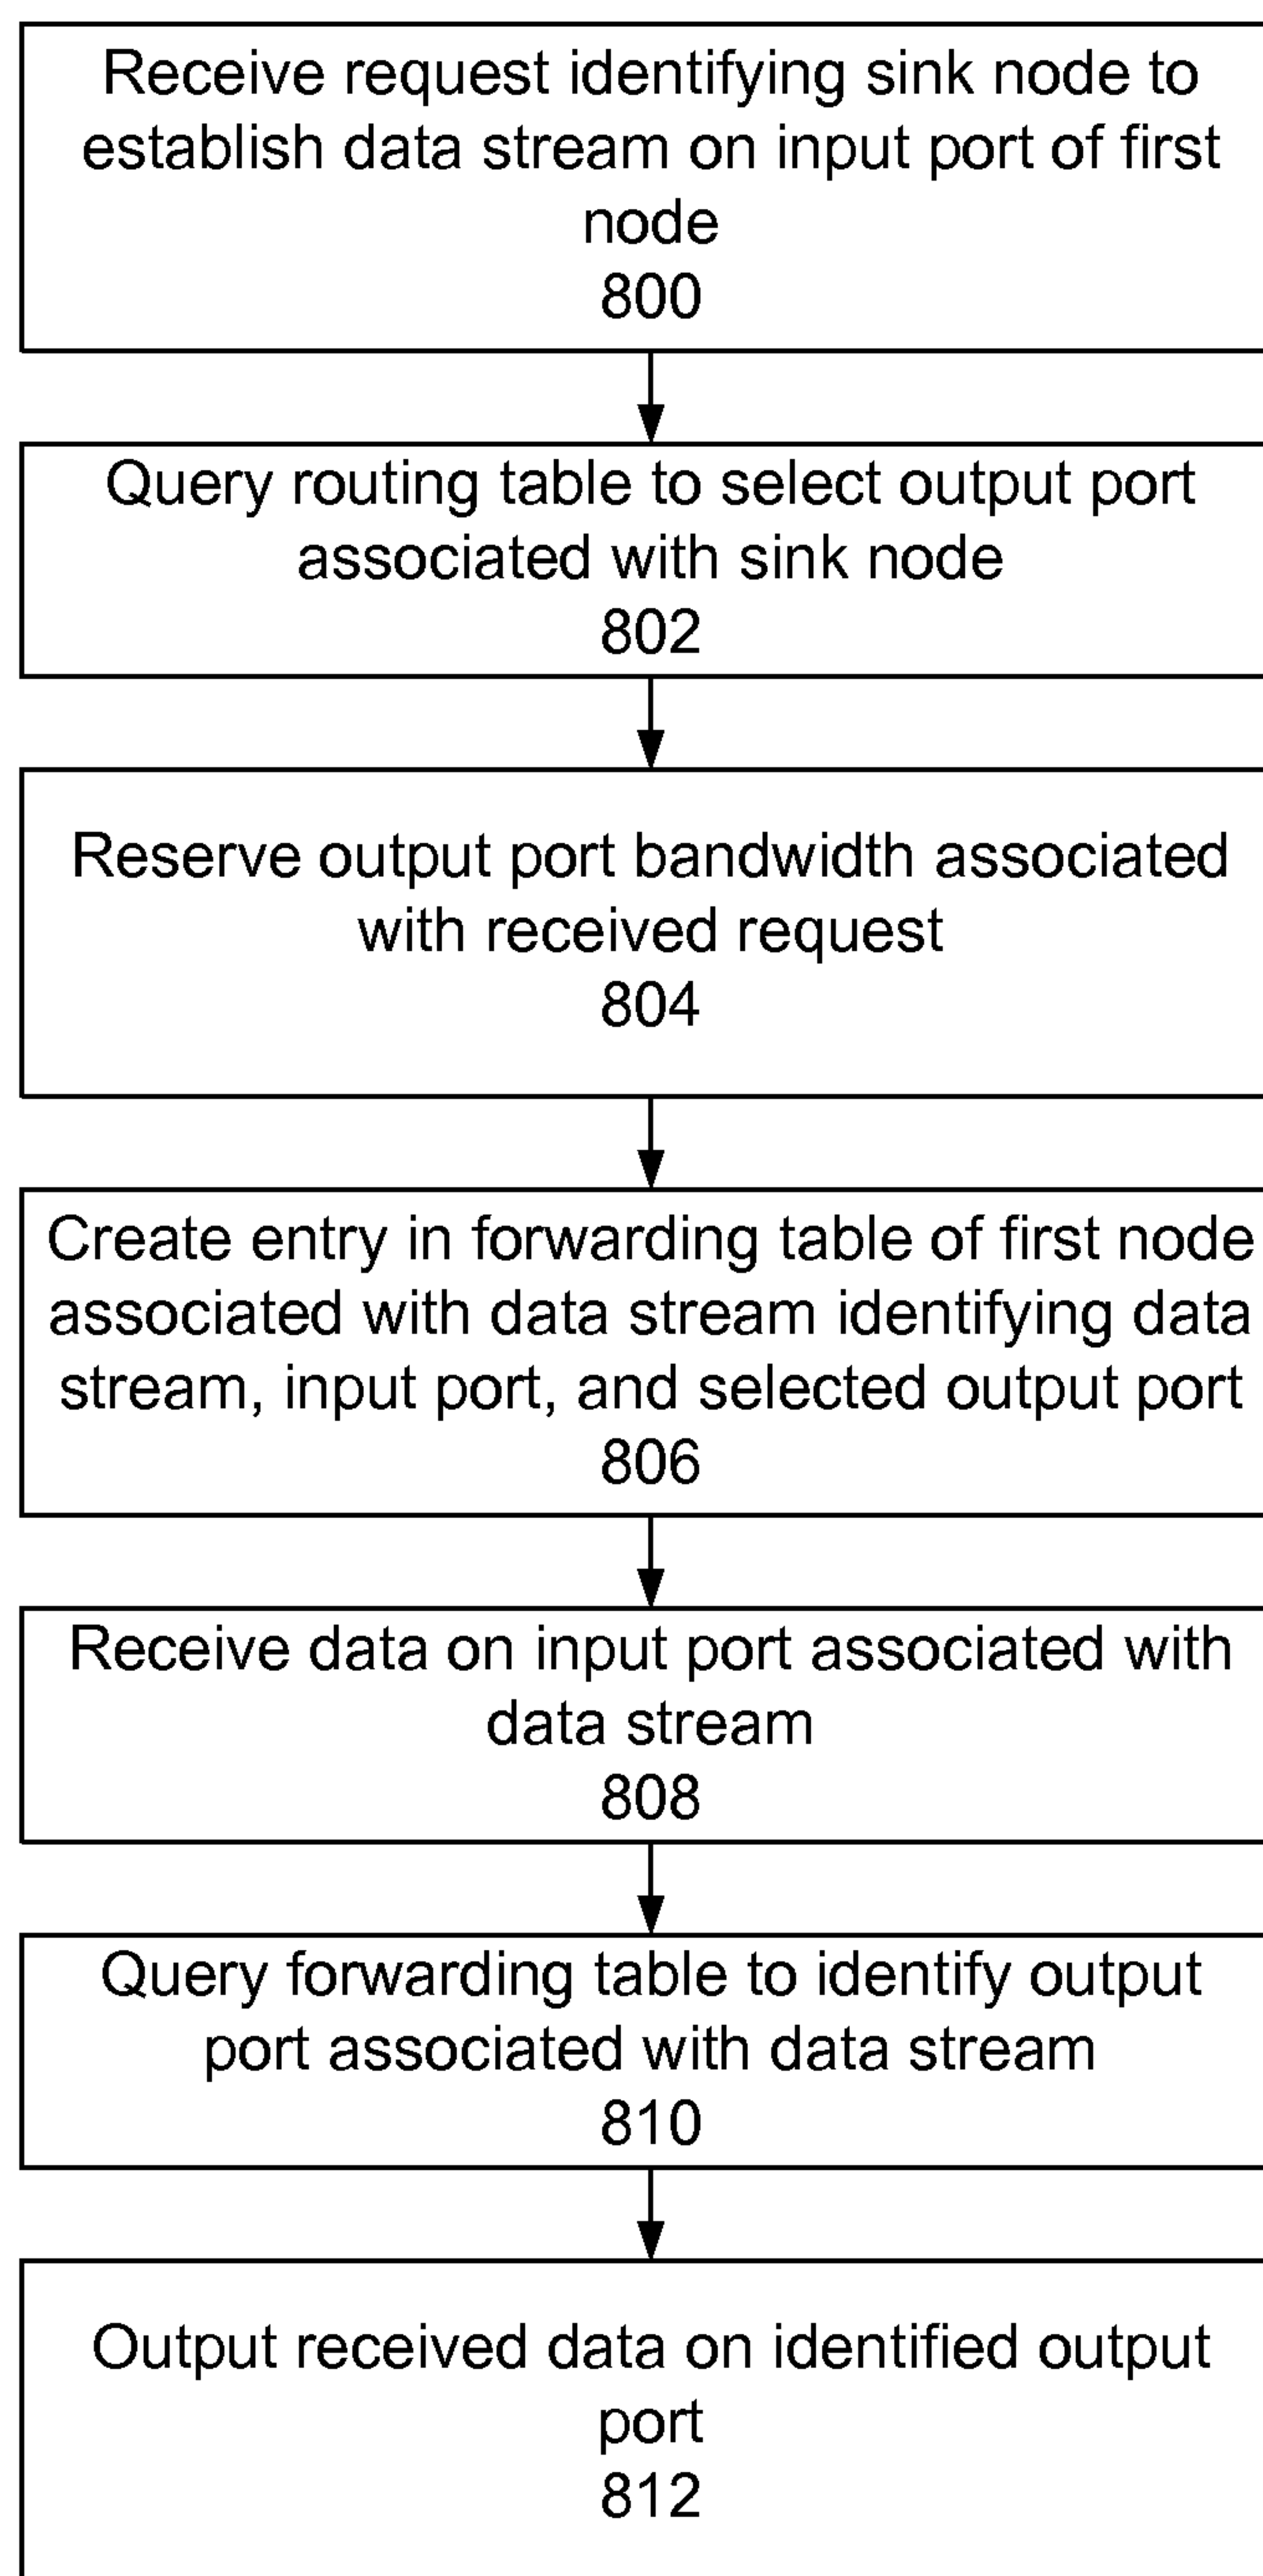 Receive request identifying sink node to
establish data stream on input port of first
node
800
Query routing table to select output port
associated with sink node
802
Reserve output port bandwidth associated
with received request
804
Create entry in forwarding table of first node
associated with data stream identifying data
stream, input port, and selected output port
806
Receive data on input port associated with
data stream
808
Query forwarding table to identify output
port associated with data stream
810
Output received data on identified output
port
812